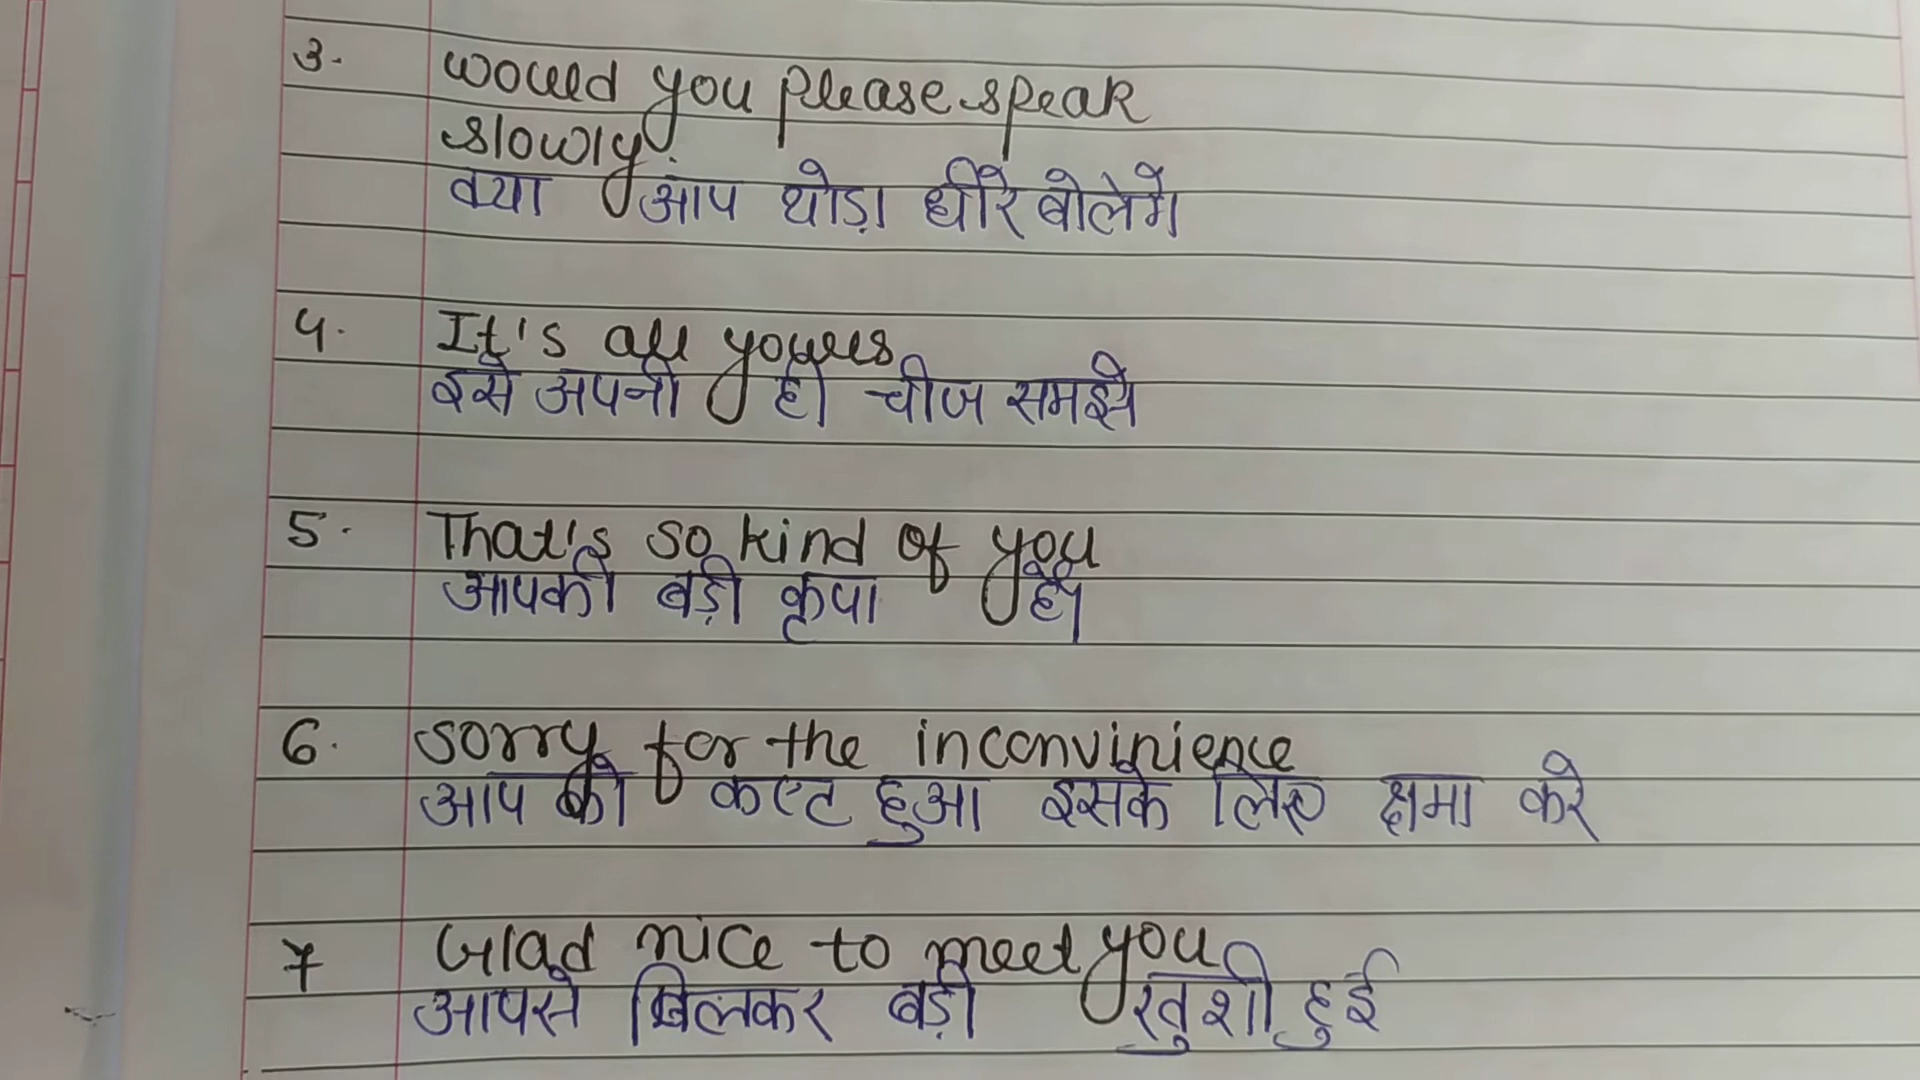 3. would you please speak
slowly.
क्या आप थोड़ा धीरे बोलेगें
4. It's all yours
इसे अपनी ही चीज समझे
5. That's so kind of you
आपकी बड़ी कृपा है।
6. sorry for the inconvinience
आप को कष्ट हुआ इसके लिए क्षमा करे
7 Glad nice to meet you
आपसे मिलकर बड़ी खुशी हुई